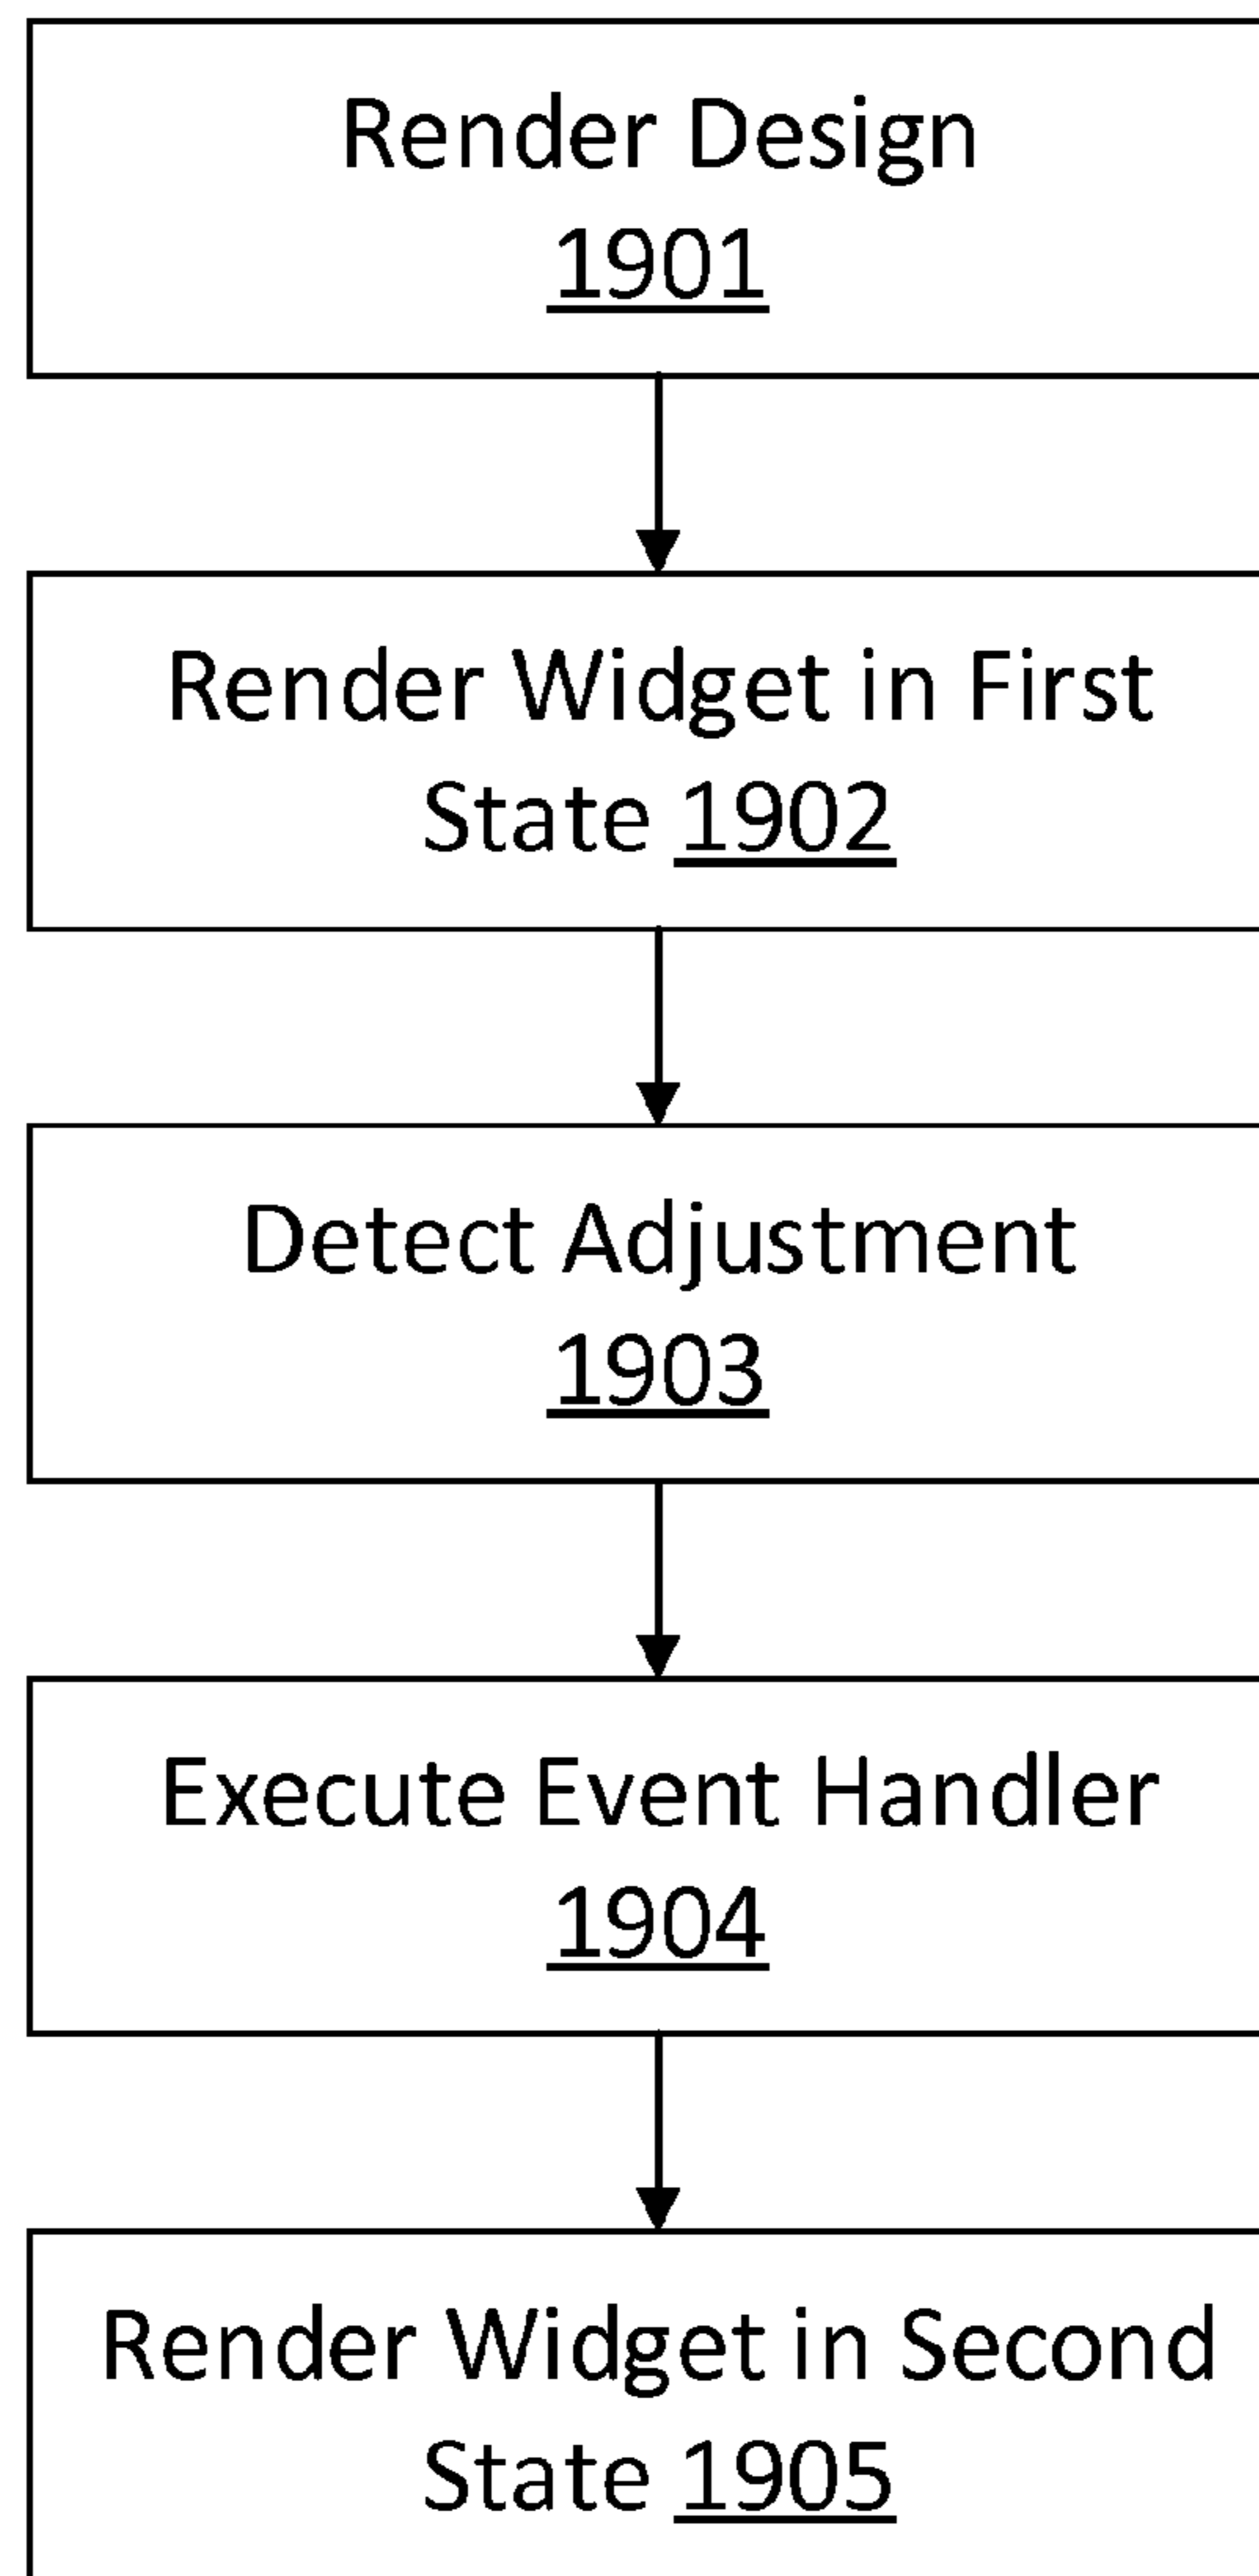 Render Design
1901
Render Widget in First
State 1902
Detect Adjustment
1903
Execute Event Handler
1904
Render Widget in Second
State 1905